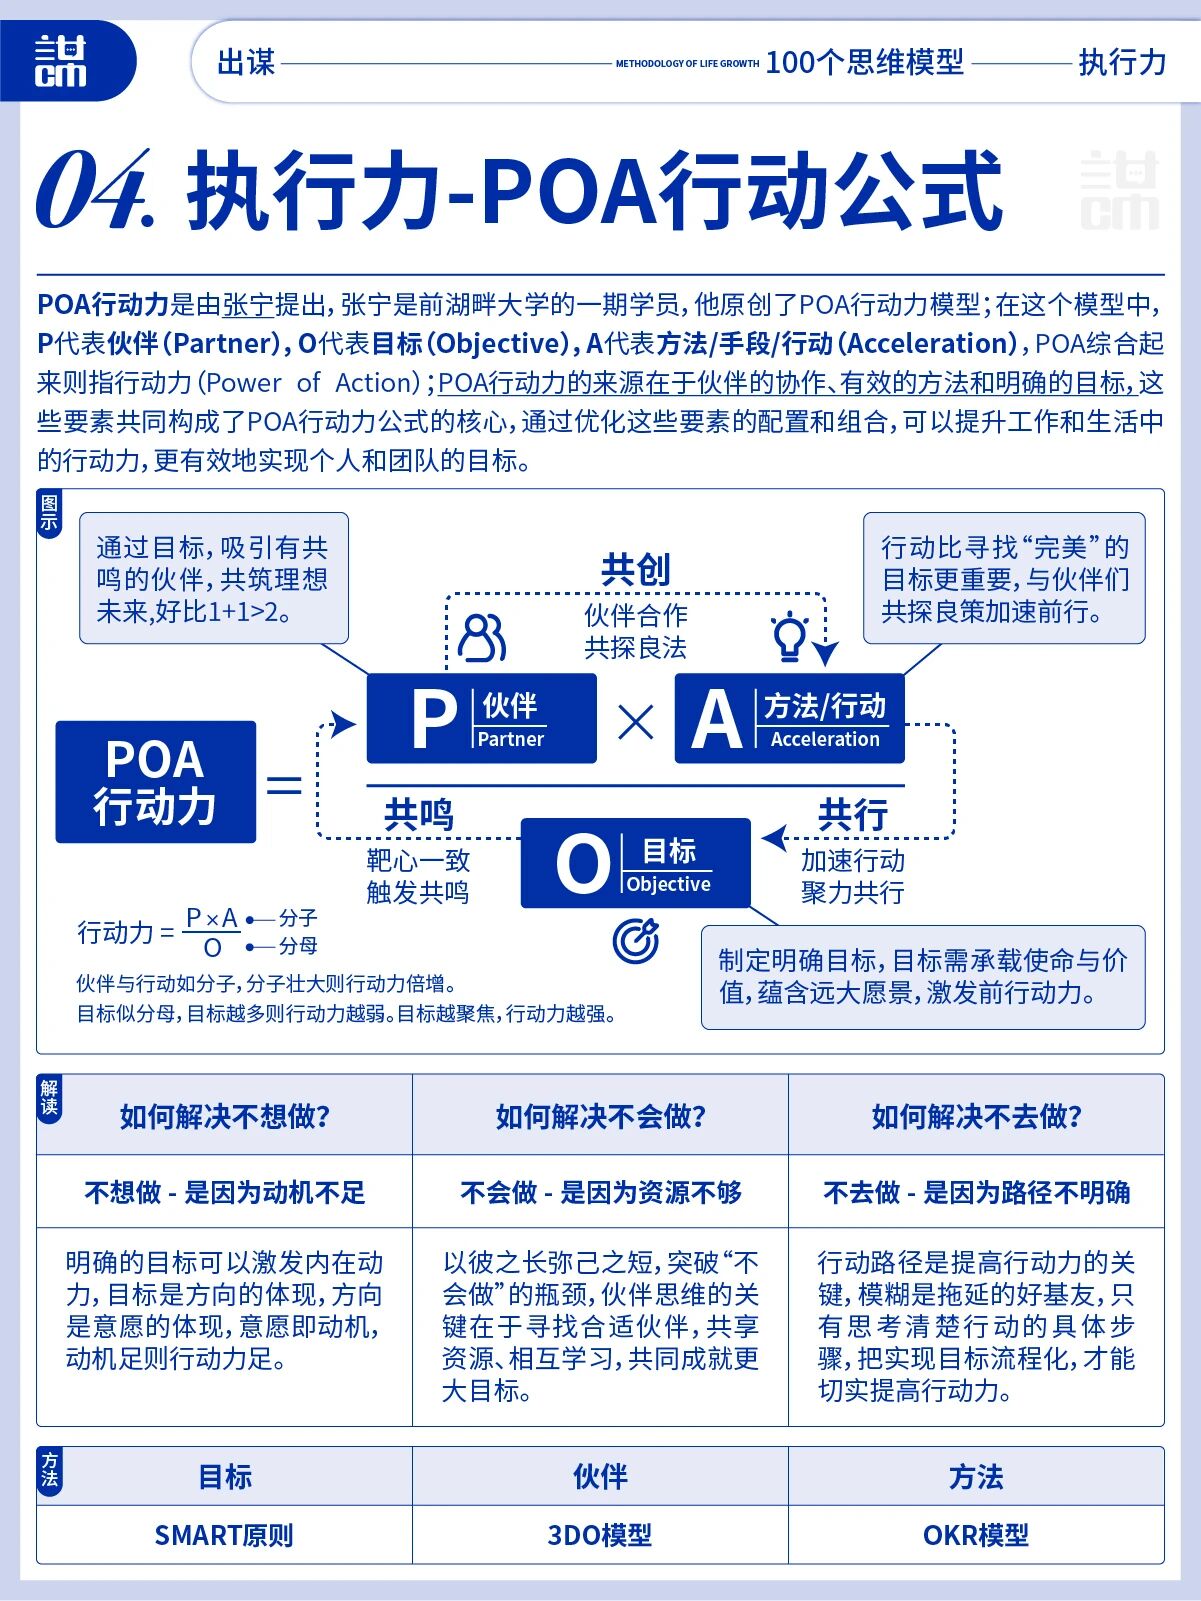 謀
cm
出谋
METHODOLOGY OF LIFE GROWTH
100个思维模型
执行力
04. 执行力-POA行动公式
POA行动力是由张宁提出，张宁是前湖畔大学的一期学员，他原创了POA行动力模型；在这个模型中，
P代表伙伴（Partner），O代表目标（Objective），A代表方法/手段/行动（Acceleration），POA综合起
来则指行动力（Power of Action）；POA行动力的来源在于伙伴的协作、有效的方法和明确的目标，这
些要素共同构成了POA行动力公式的核心，通过优化这些要素的配置和组合，可以提升工作和生活中
的行动力，更有效地实现个人和团队的目标。
图示
通过目标，吸引有共
鸣的伙伴，共筑理想
未来,好比1+1>2。
共创
伙伴合作
共探良法
行动比寻找“完美”的
目标更重要，与伙伴们
共探良策加速前行。
POA
行动力
=
P 伙伴
Partner
×
A 方法/行动
Acceleration
共鸣
靶心一致
触发共鸣
O 目标
Objective
共行
加速行动
聚力共行
行动力 = P×A
O
分子
分母
伙伴与行动如分子，分子壮大则行动力倍增。
目标似分母，目标越多则行动力越弱。目标越聚焦，行动力越强。
制定明确目标，目标需承载使命与价
值，蕴含远大愿景，激发前行动力。
解读
如何解决不想做？
如何解决不会做？
如何解决不去做？
不想做 - 是因为动机不足
不会做 - 是因为资源不够
不去做 - 是因为路径不明确
明确的目标可以激发内在动
力，目标是方向的体现，方向
是意愿的体现，意愿即动机，
动机足则行动力足。
以彼之长弥己之短，突破“不
会做”的瓶颈，伙伴思维的关
键在于寻找合适伙伴，共享
资源、相互学习，共同成就更
大目标。
行动路径是提高行动力的关
键，模糊是拖延的好基友，只
有思考清楚行动的具体步
骤，把实现目标流程化，才能
切实提高行动力。
方法
目标
伙伴
方法
SMART原则
3DO模型
OKR模型